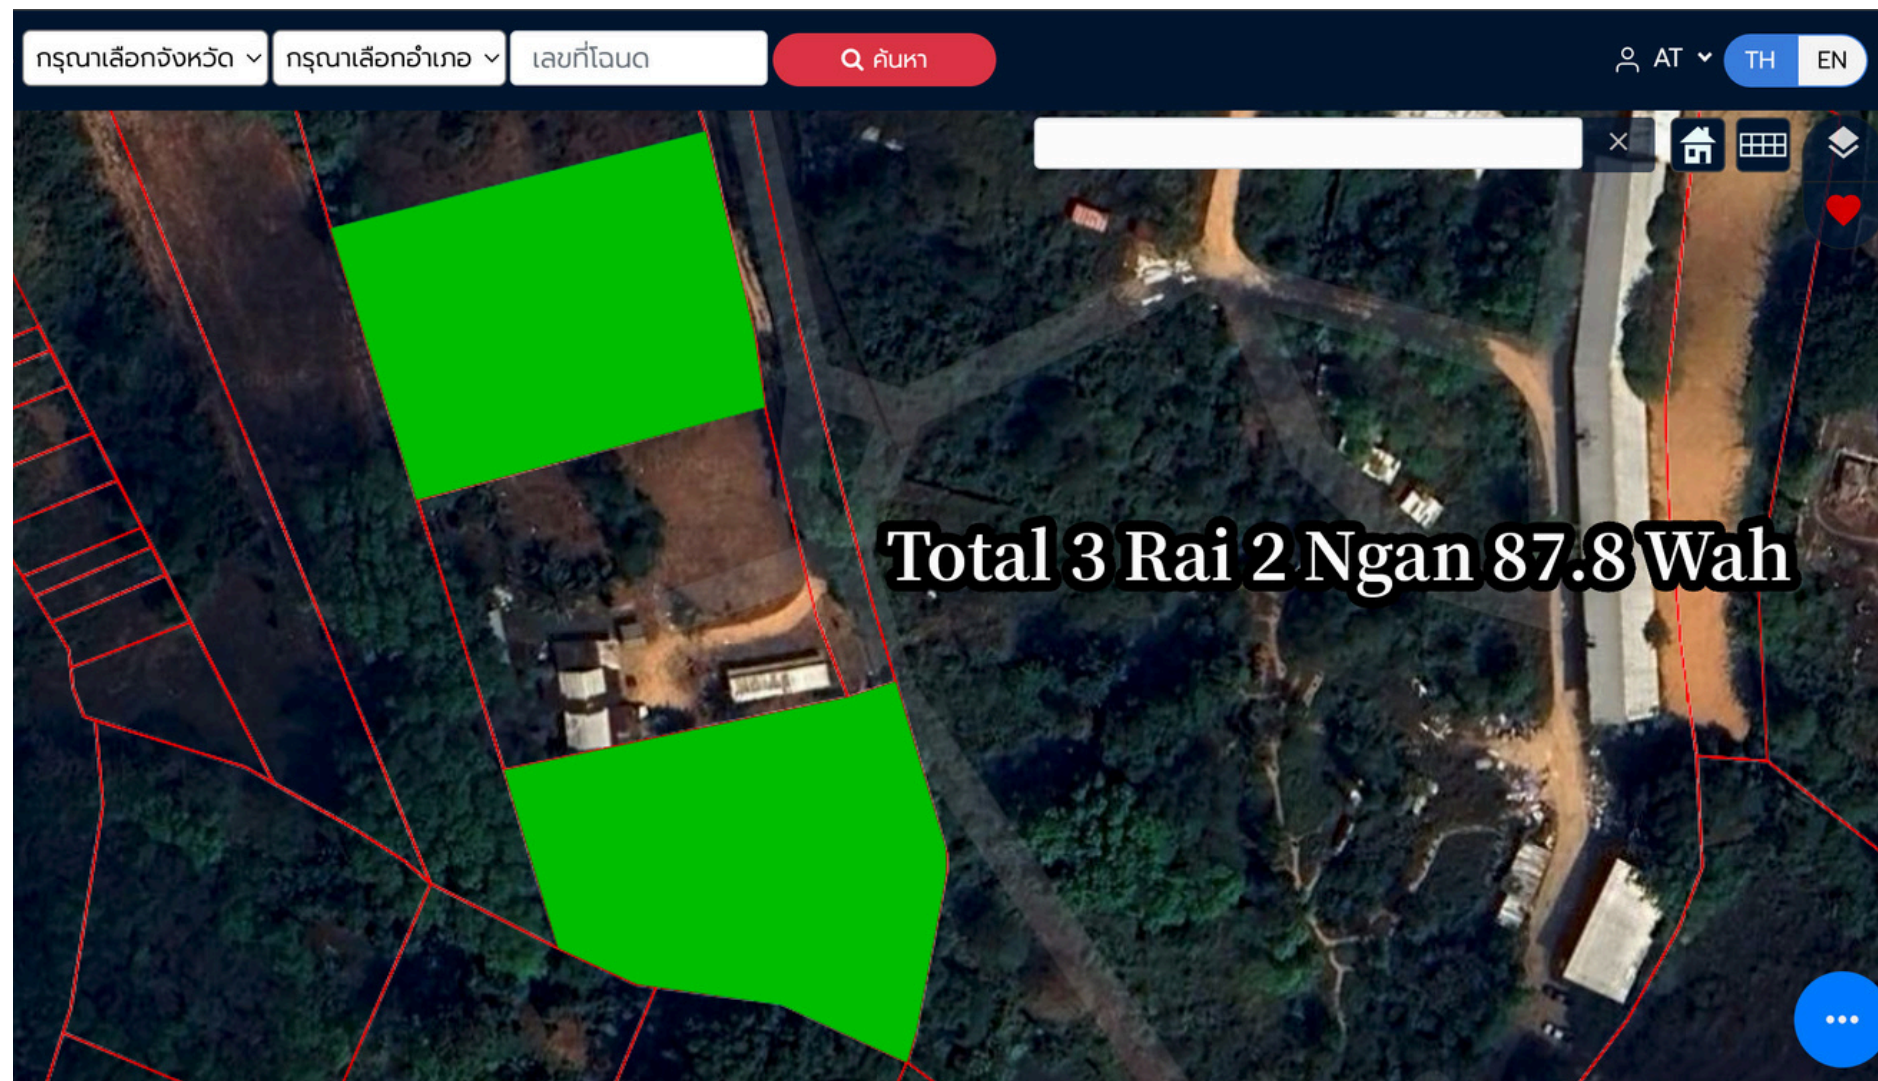 กรุณาเลือกจังหวัด กรุณาเลือกอำเภอ เลขที่โฉนด ค้นหา AT TH EN
Total 3 Rai 2 Ngan 87.8 Wah